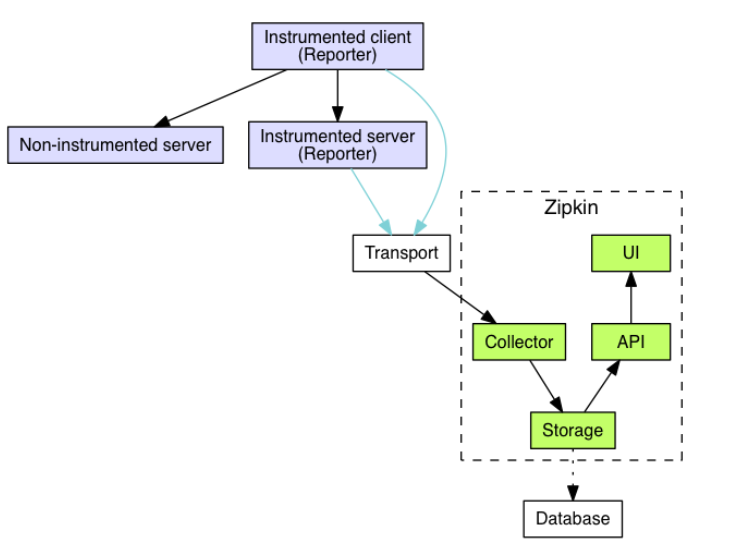 Instrumented client
(Reporter)
Non-instrumented server
Instrumented server
(Reporter)
Zipkin
Transport
UI
Collector
API
Storage
Database